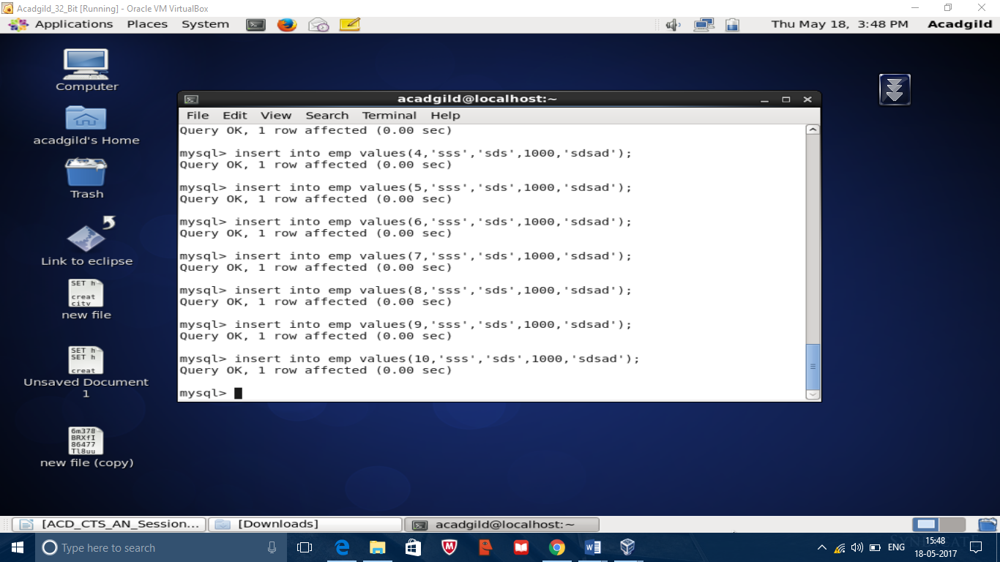 Acadgild_32_Bit [Running] - Oracle VM VirtualBox
Applications Places System Thu May 18, 3:48 PM Acadgild
Computer
acadgild's Home
Trash
Link to eclipse
SET h
creat
city
new file
SET h
SET h
creat
Unsaved Document
1
6m378
BRXfI
86477
Tl8uu
new file (copy)
acadgild@localhost:~
File Edit View Search Terminal Help
Query OK, 1 row affected (0.00 sec)
mysql> insert into emp values(4,'sss','sds',1000,'sdsad');
Query OK, 1 row affected (0.00 sec)
mysql> insert into emp values(5,'sss','sds',1000,'sdsad');
Query OK, 1 row affected (0.00 sec)
mysql> insert into emp values(6,'sss','sds',1000,'sdsad');
Query OK, 1 row affected (0.00 sec)
mysql> insert into emp values(7,'sss','sds',1000,'sdsad');
Query OK, 1 row affected (0.00 sec)
mysql> insert into emp values(8,'sss','sds',1000,'sdsad');
Query OK, 1 row affected (0.00 sec)
mysql> insert into emp values(9,'sss','sds',1000,'sdsad');
Query OK, 1 row affected (0.00 sec)
mysql> insert into emp values(10,'sss','sds',1000,'sdsad');
Query OK, 1 row affected (0.00 sec)
mysql>
[ACD_CTS_AN_Session... [Downloads] acadgild@localhost:~
Type here to search ENG 15:48
18-05-2017